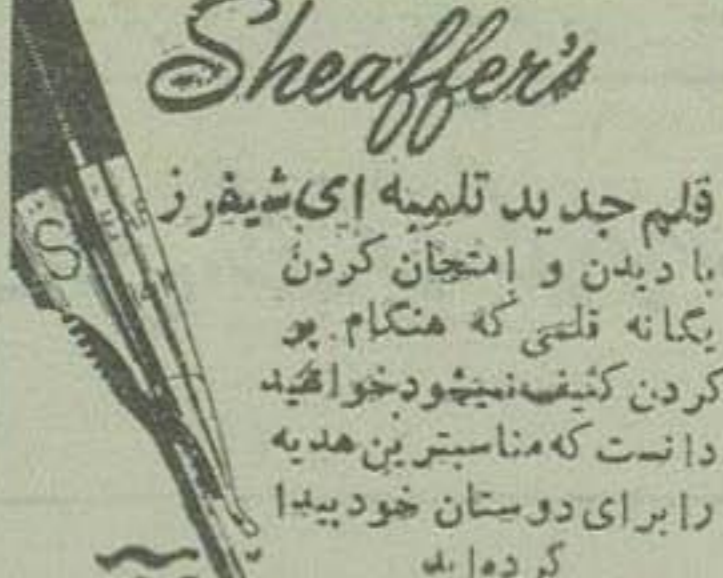 Sheaffer's
قلم جدید تلمبه ای شیفرز
با دیدن و امتحان کردن
یگانه قلمی که هنگام پر
کردن کثیف نمیشود خواهید
دانست که مناسبترین هدیه
را برای دوستان خود پیدا
کرده اید
S